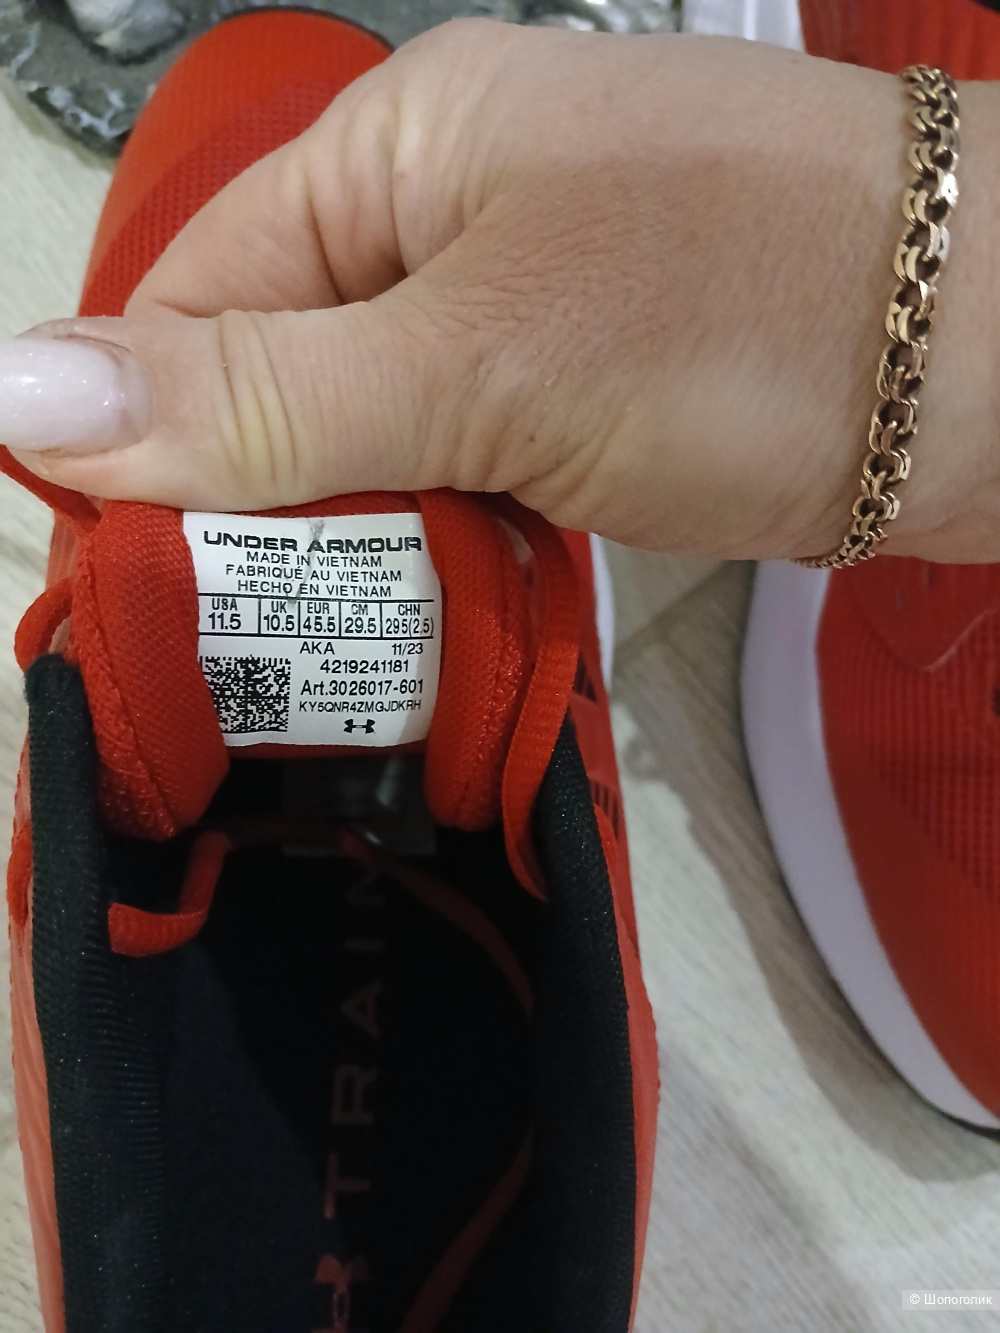 UNDER ARMOUR
MADE IN VIETNAM
FABRIQUÉ AU VIETNAM
HECHO EN VIETNAM
USA UK EUR CM CHN
11.5 10.5 45.5 29.5 295(2.5)
AKA 11/23
4219241181
Art.3026017-601
KY5QNR4ZMGJDKRH
TRAIN
© Шопоголик